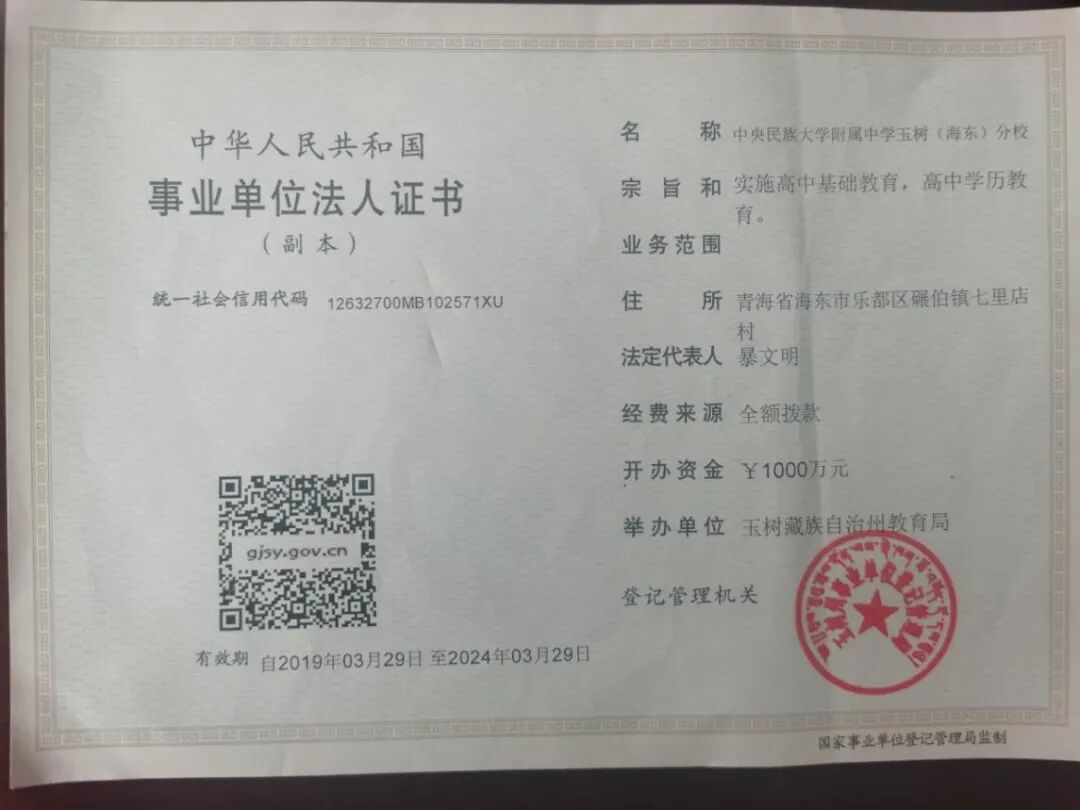 中华人民共和国
事业单位法人证书
（副本）
统一社会信用代码 12632700MB102571XU
gjsy.gov.cn
有效期 自2019年03月29日 至2024年03月29日
名称 中央民族大学附属中学玉树（海东）分校
宗旨和 实施高中基础教育，高中学历教
育。
业务范围
住所 青海省海东市乐都区碾伯镇七里店
村
法定代表人 暴文明
经费来源 全额拨款
开办资金 ￥1000万元
举办单位 玉树藏族自治州教育局
登记管理机关
国家事业单位登记管理局监制